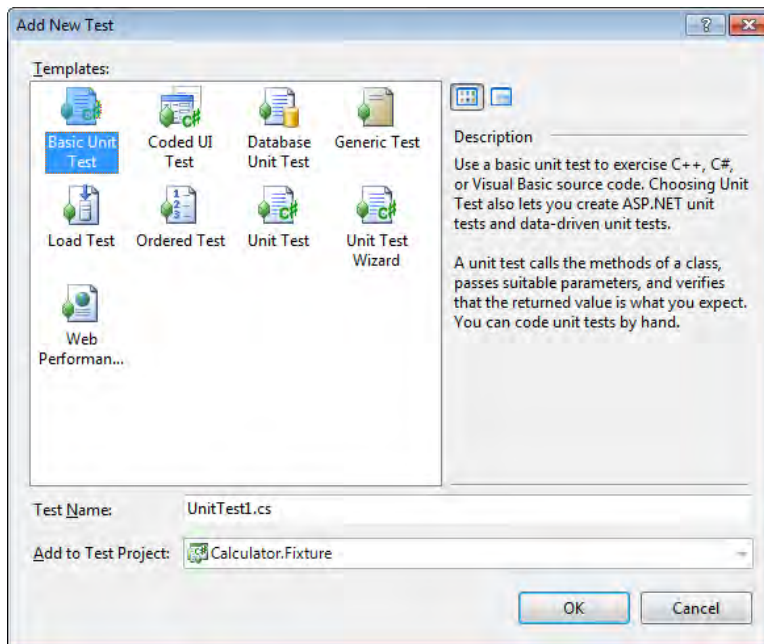 Add New Test
Templates:
Basic Unit
Test
Coded UI
Test
Database
Unit Test
Generic Test
Load Test
Ordered Test
Unit Test
Unit Test
Wizard
Web
Performan...
Description
Use a basic unit test to exercise C++, C#,
or Visual Basic source code. Choosing Unit
Test also lets you create ASP.NET unit
tests and data-driven unit tests.
A unit test calls the methods of a class,
passes suitable parameters, and verifies
that the returned value is what you expect.
You can code unit tests by hand.
Test Name:
UnitTest1.cs
Add to Test Project:
Calculator.Fixture
OK
Cancel